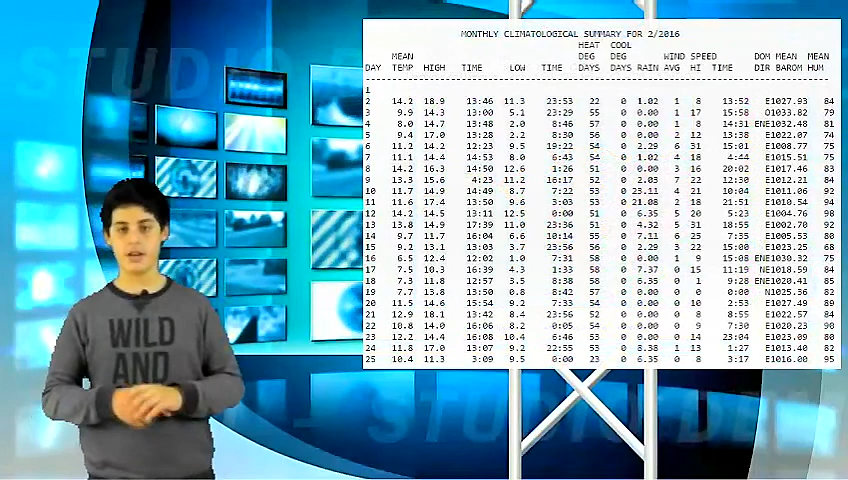 STUDIO DE
MONTHLY CLIMATOLOGICAL SUMMARY FOR 2/2016
HEAT COOL
MEAN DEG DEG WIND SPEED DOM MEAN MEAN
DAY TEMP HIGH TIME LOW TIME DAYS DAYS RAIN AVG HI TIME DIR BAROM HUM
1
2 14.2 18.9 13:46 11.3 23:53 22 0 1.02 1 8 13:52 E1027.93 84
3 9.9 14.3 13:00 5.1 23:29 55 0 0.00 1 17 15:58 O1033.82 79
4 8.0 14.7 13:48 2.0 8:46 57 0 0.00 1 8 14:31 ENE1032.48 81
5 9.4 17.0 13:28 2.2 8:30 56 0 0.00 2 12 13:38 E1022.07 74
6 11.2 14.2 12:23 9.5 19:22 54 0 2.29 6 31 15:01 E1008.77 75
7 11.1 14.4 14:53 8.0 6:43 54 0 1.02 4 18 4:44 E1015.51 75
8 14.2 16.3 14:50 12.6 1:26 51 0 0.00 3 16 20:02 E1017.46 83
9 13.3 15.6 4:23 11.2 16:17 52 0 2.03 7 22 12:30 E1012.21 84
10 11.7 14.9 14:49 8.7 7:22 53 0 23.11 4 21 10:04 E1011.06 92
11 11.6 17.4 13:50 9.6 3:03 53 0 21.08 2 18 21:51 E1010.54 94
12 14.2 14.5 13:11 12.5 0:00 51 0 6.35 5 20 5:23 E1004.76 98
13 13.8 14.9 17:39 11.0 23:36 51 0 4.32 5 31 18:55 E1002.70 92
14 9.7 11.7 16:04 6.6 10:14 55 0 7.11 6 25 7:35 E1005.53 80
15 9.2 13.1 13:03 3.7 23:56 56 0 2.29 3 22 15:00 E1023.25 68
16 6.5 12.4 16:02 1.0 7:31 58 0 0.00 1 9 15:08 ENE1030.32 75
17 7.5 10.3 16:39 4.3 1:33 58 0 7.37 0 15 11:19 NE1018.59 84
18 7.3 11.8 12:57 3.5 8:38 58 0 6.35 0 1 9:28 ENE1020.41 85
19 7.7 13.8 13:50 0.8 8:42 57 0 0.00 0 0 0:00 N1025.36 82
20 11.5 14.6 15:54 9.2 7:33 54 0 0.00 0 10 2:53 E1027.49 89
21 12.9 18.1 13:42 8.4 23:56 52 0 0.00 0 8 8:55 E1022.57 84
22 10.8 14.0 16:06 8.2 0:05 54 0 0.00 0 9 7:30 E1020.23 90
23 12.2 14.4 16:08 10.4 6:46 53 0 0.00 0 14 23:04 E1023.09 80
24 11.8 17.0 13:07 9.2 22:55 53 0 8.38 1 13 1:27 E1013.40 82
25 10.4 11.3 3:09 9.5 0:00 23 0 6.35 0 8 3:17 E1016.00 95
WILD
AND
STUDIO